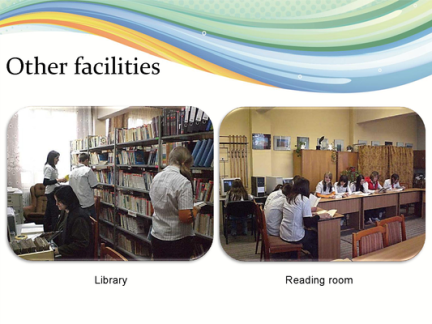 Other facilities
Library
Reading room